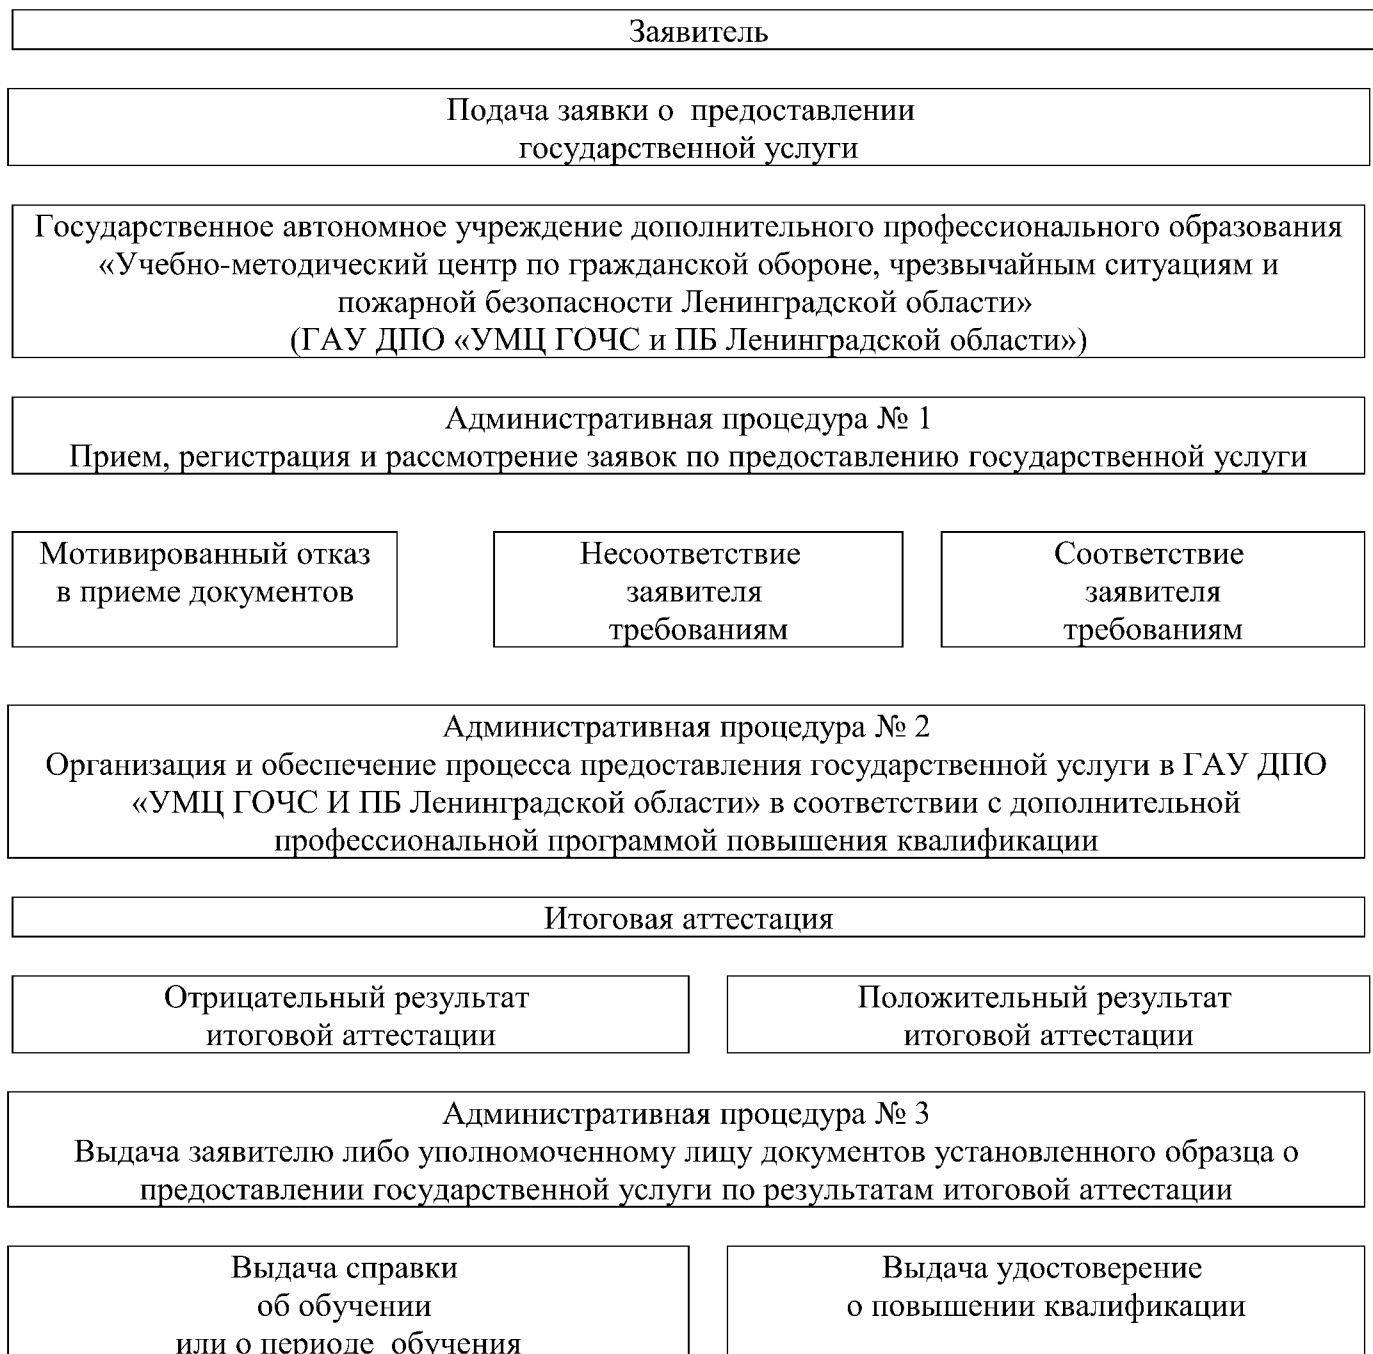 Заявитель
Подача заявки о предоставлении
государственной услуги
Государственное автономное учреждение дополнительного профессионального образования
«Учебно-методический центр по гражданской обороне, чрезвычайным ситуациям и
пожарной безопасности Ленинградской области»
(ГАУ ДПО «УМЦ ГОЧС и ПБ Ленинградской области»)
Административная процедура № 1
Прием, регистрация и рассмотрение заявок по предоставлению государственной услуги
Мотивированный отказ
в приеме документов
Несоответствие
заявителя
требованиям
Соответствие
заявителя
требованиям
Административная процедура № 2
Организация и обеспечение процесса предоставления государственной услуги в ГАУ ДПО
«УМЦ ГОЧС И ПБ Ленинградской области» в соответствии с дополнительной
профессиональной программой повышения квалификации
Итоговая аттестация
Отрицательный результат
итоговой аттестации
Положительный результат
итоговой аттестации
Административная процедура № 3
Выдача заявителю либо уполномоченному лицу документов установленного образца о
предоставлении государственной услуги по результатам итоговой аттестации
Выдача справки
об обучении
или о периоде обучения
Выдача удостоверение
о повышении квалификации